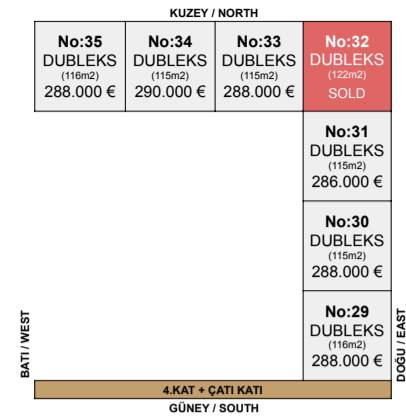 KUZEY / NORTH
No:35
DUBLEKS
(116m2)
288.000 €
No:34
DUBLEKS
(115m2)
290.000 €
No:33
DUBLEKS
(115m2)
288.000 €
No:32
DUBLEKS
(122m2)
SOLD
No:31
DUBLEKS
(115m2)
286.000 €
No:30
DUBLEKS
(115m2)
288.000 €
No:29
DUBLEKS
(116m2)
288.000 €
BATI / WEST
DOĞU / EAST
4.KAT + ÇATI KATI
GÜNEY / SOUTH